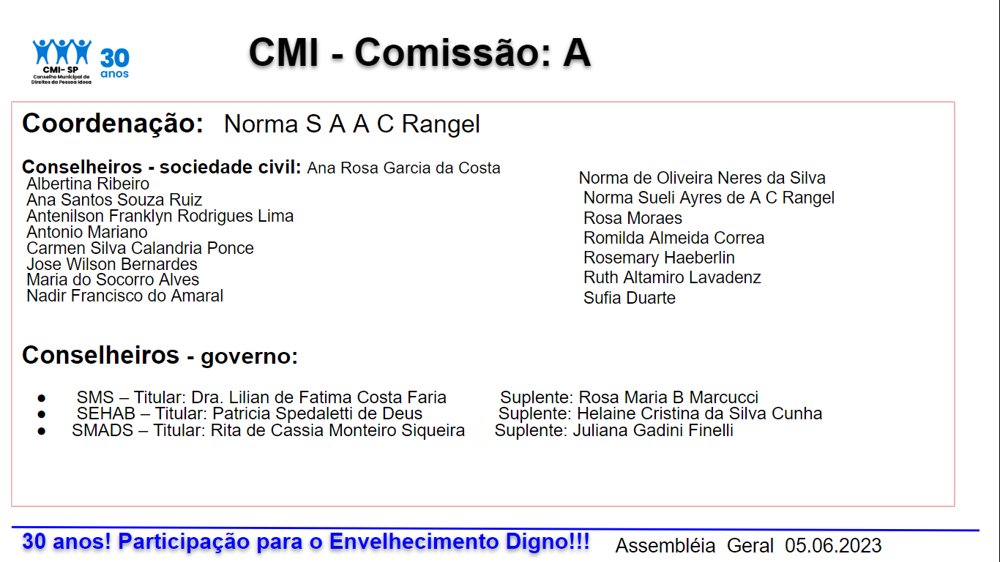 CMI- SP
Conselho Municipal de
Direitos da Pessoa Idosa
30
anos
CMI - Comissão: A
Coordenação: Norma S A A C Rangel
Conselheiros - sociedade civil: Ana Rosa Garcia da Costa
Albertina Ribeiro
Ana Santos Souza Ruiz
Antenilson Franklyn Rodrigues Lima
Antonio Mariano
Carmen Silva Calandria Ponce
Jose Wilson Bernardes
Maria do Socorro Alves
Nadir Francisco do Amaral
Norma de Oliveira Neres da Silva
Norma Sueli Ayres de A C Rangel
Rosa Moraes
Romilda Almeida Correa
Rosemary Haeberlin
Ruth Altamiro Lavadenz
Sufia Duarte
Conselheiros - governo:
● SMS – Titular: Dra. Lilian de Fatima Costa Faria Suplente: Rosa Maria B Marcucci
● SEHAB – Titular: Patricia Spedaletti de Deus Suplente: Helaine Cristina da Silva Cunha
● SMADS – Titular: Rita de Cassia Monteiro Siqueira Suplente: Juliana Gadini Finelli
30 anos! Participação para o Envelhecimento Digno!!! Assembléia Geral 05.06.2023